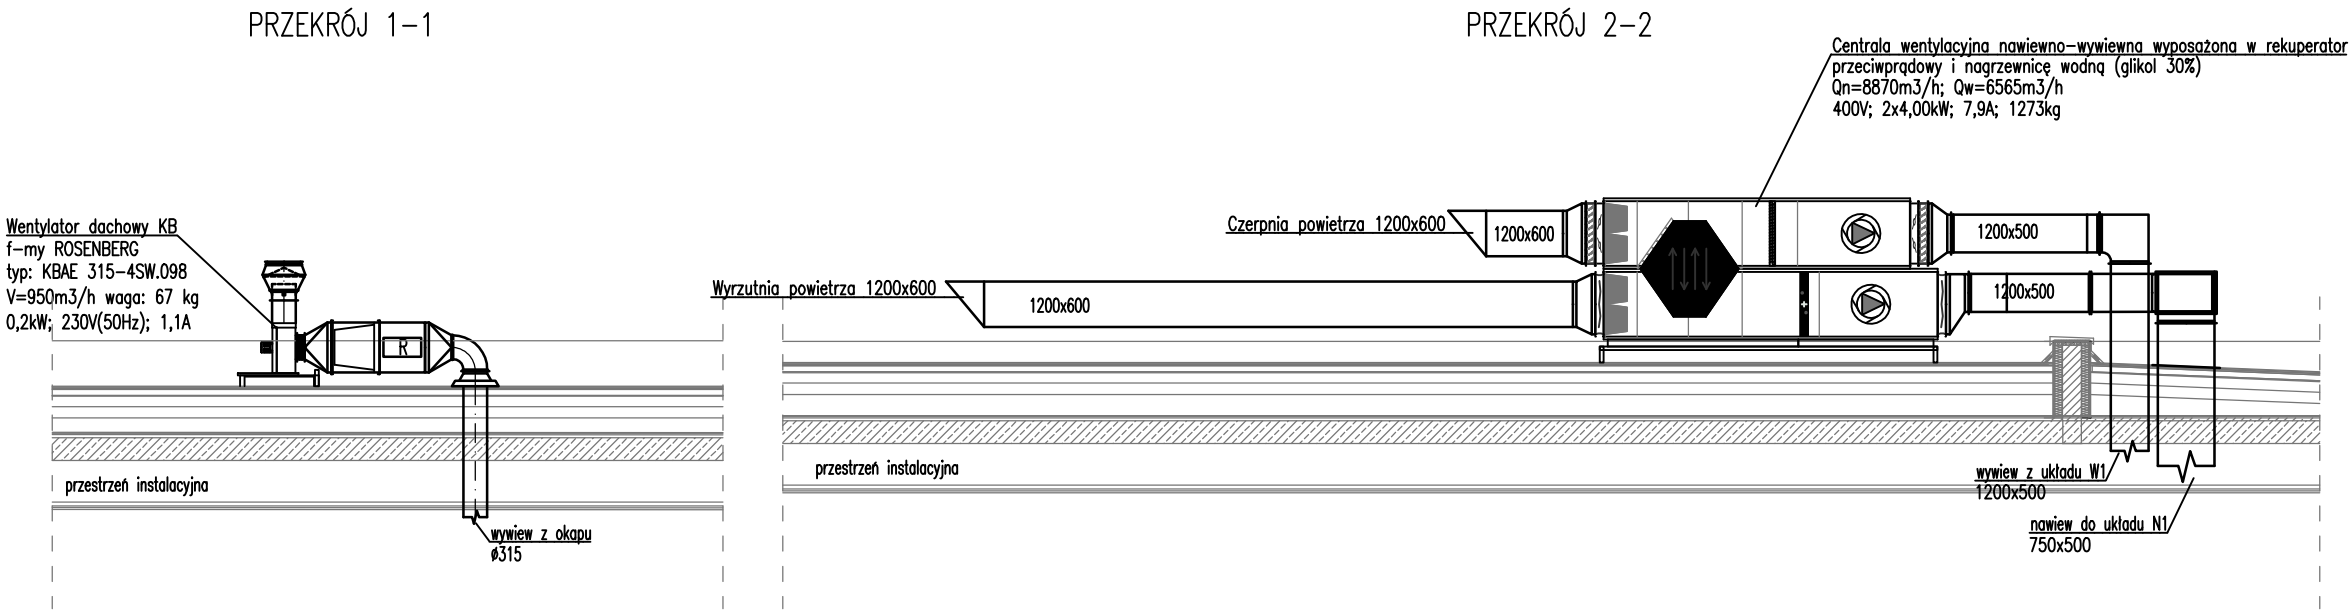 PRZEKRÓJ 1-1
Wentylator dachowy KB
f-my ROSENBERG
typ: KBAE 315-4SW.098
V=950m3/h waga: 67 kg
0,2kW; 230V(50Hz); 1,1A
R
przestrzeń instalacyjna
wywiew z okapu
ø315
PRZEKRÓJ 2-2
Centrala wentylacyjna nawiewno-wywiewna wyposażona w rekuperator
przeciwprądowy i nagrzewnicę wodną (glikol 30%)
Qn=8870m3/h; Qw=6565m3/h
400V; 2x4,00kW; 7,9A; 1273kg
Czerpnia powietrza 1200x600
1200x600
1200x500
Wyrzutnia powietrza 1200x600
1200x600
1200x500
przestrzeń instalacyjna
wywiew z układu W1
1200x500
nawiew do układu N1
750x500